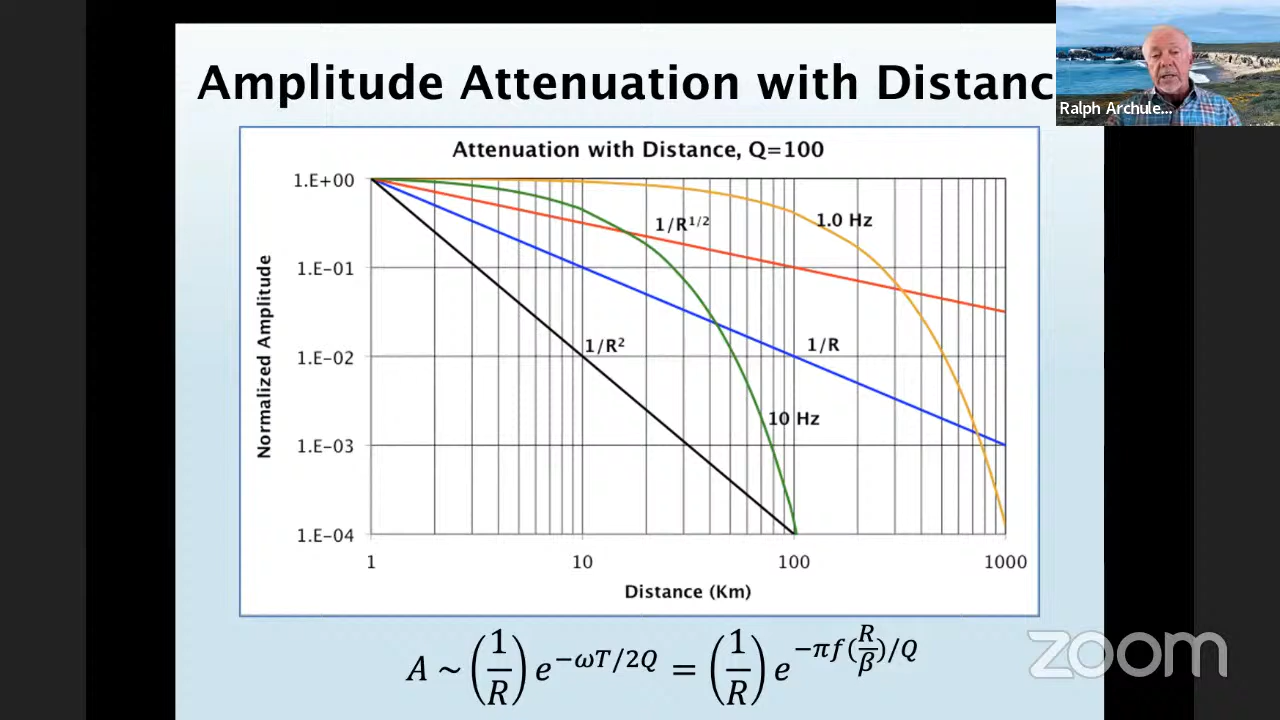 Amplitude Attenuation with Distanc
Ralph Archule...
Attenuation with Distance, Q=100
Normalized Amplitude
1.E+00
1.E−01
1.E−02
1.E−03
1.E−04
1/R¹/²
1.0 Hz
1/R²
1/R
10 Hz
1 10 100 1000
Distance (Km)
A ~ (1/R) e^{−ωT/2Q} = (1/R) e^{−πf(R/β)/Q}
zoom